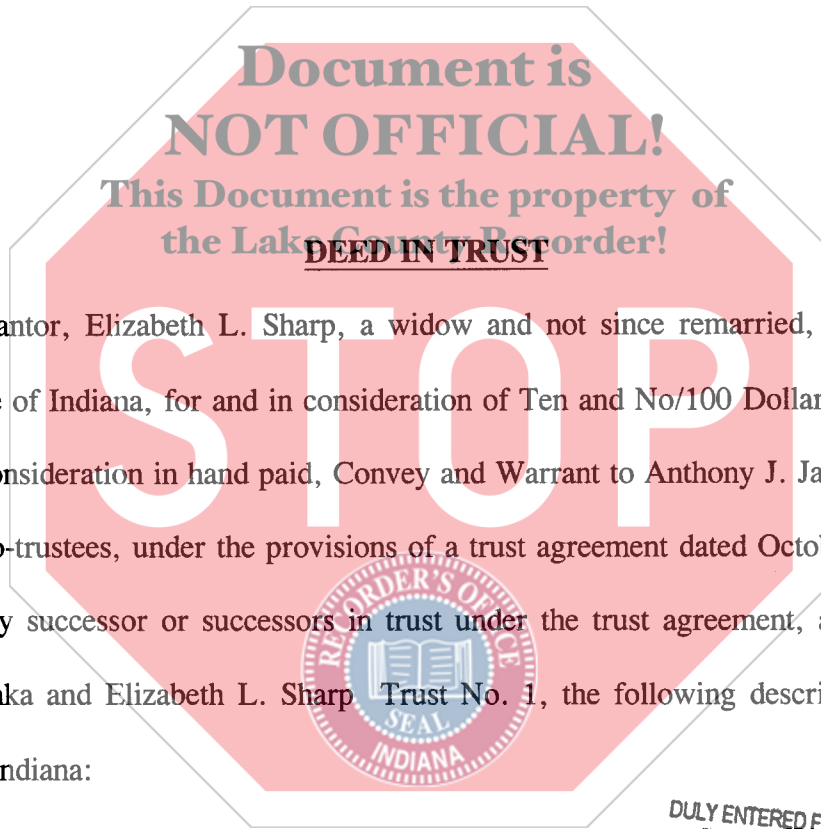 Document is
NOT OFFICIAL!
This Document is the property of
the Lake County Recorder!
DEED IN TRUST
STOP
antor, Elizabeth L. Sharp, a widow and not since remarried,
e of Indiana, for and in consideration of Ten and No/100 Dollar
onsideration in hand paid, Convey and Warrant to Anthony J. Ja
o-trustees, under the provisions of a trust agreement dated Octo
y successor or successors in trust under the trust agreement, a
nka and Elizabeth L. Sharp Trust No. 1, the following descri
ndiana:
RECORDER'S OFFICE
SEAL
INDIANA
DULY ENTERED F